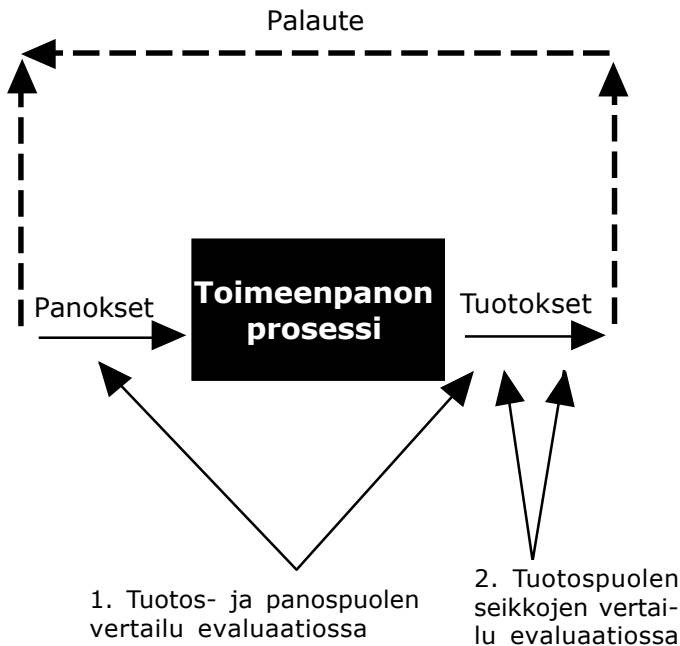 Palaute
Panokset
Toimeenpanon
prosessi
Tuotokset
1. Tuotos- ja panospuolen
vertailu evaluaatiossa
2. Tuotospuolen
seikkojen vertai-
lu evaluaatiossa